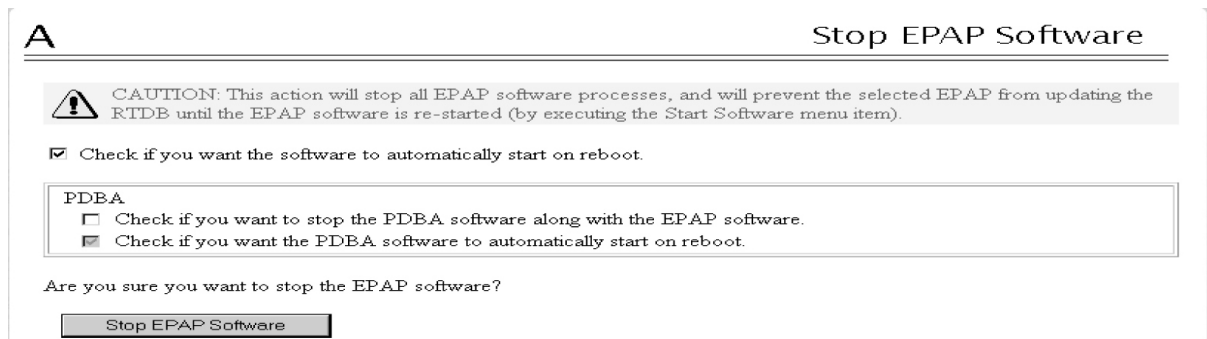 A
Stop EPAP Software
CAUTION: This action will stop all EPAP software processes, and will prevent the selected EPAP from updating the
RTDB until the EPAP software is re-started (by executing the Start Software menu item).
Check if you want the software to automatically start on reboot.
PDBA
Check if you want to stop the PDBA software along with the EPAP software.
Check if you want the PDBA software to automatically start on reboot.
Are you sure you want to stop the EPAP software?
Stop EPAP Software